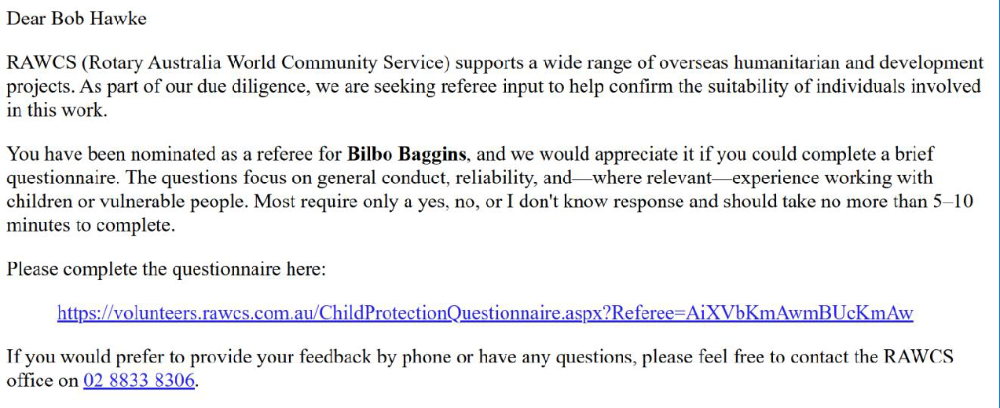 Dear Bob Hawke
RAWCS (Rotary Australia World Community Service) supports a wide range of overseas humanitarian and development
projects. As part of our due diligence, we are seeking referee input to help confirm the suitability of individuals involved
in this work.
You have been nominated as a referee for Bilbo Baggins, and we would appreciate it if you could complete a brief
questionnaire. The questions focus on general conduct, reliability, and—where relevant—experience working with
children or vulnerable people. Most require only a yes, no, or I don't know response and should take no more than 5–10
minutes to complete.
Please complete the questionnaire here:
https://volunteers.rawcs.com.au/ChildProtectionQuestionnaire.aspx?Referee=AiXVbKmAwmBUcKmAw
If you would prefer to provide your feedback by phone or have any questions, please feel free to contact the RAWCS
office on 02 8833 8306.